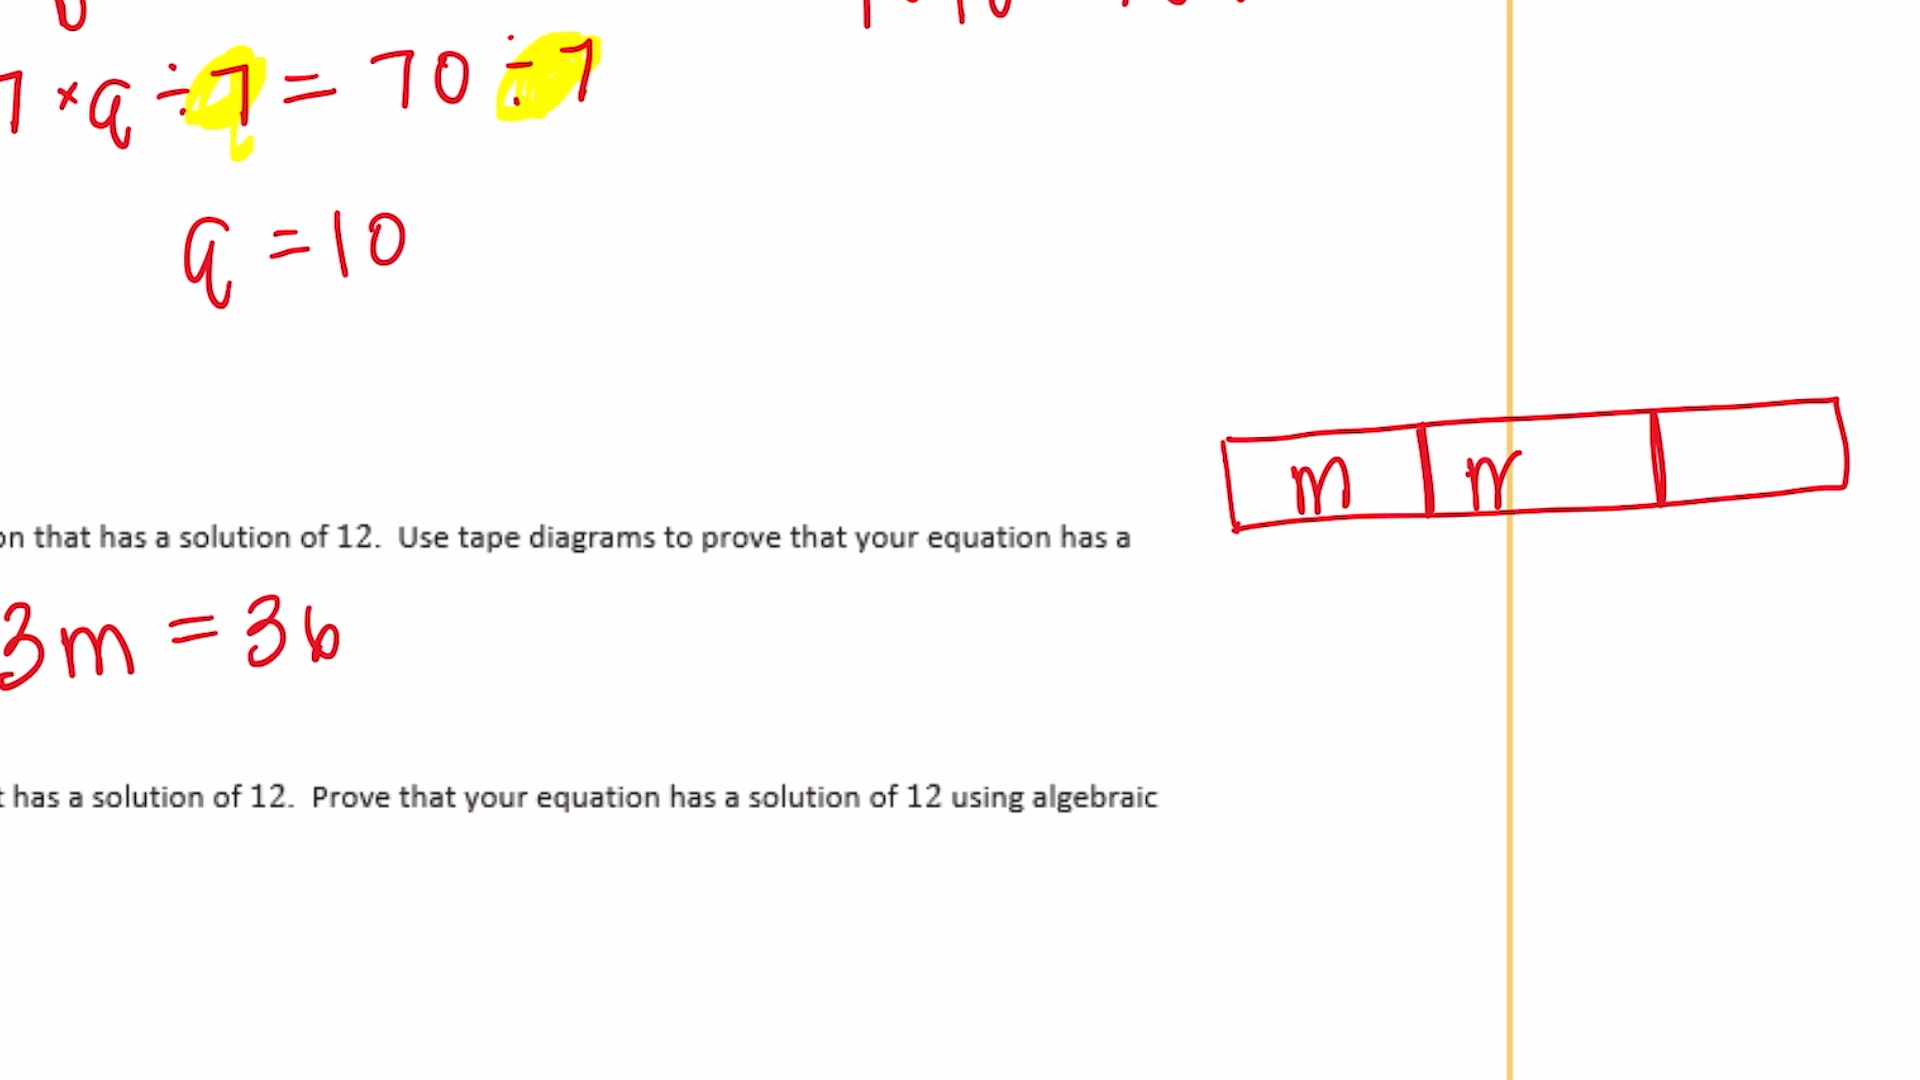 7 × q ÷ 7 = 70 ÷ 7
q = 10
m
on that has a solution of 12. Use tape diagrams to prove that your equation has a
3m = 36
has a solution of 12. Prove that your equation has a solution of 12 using algebraic